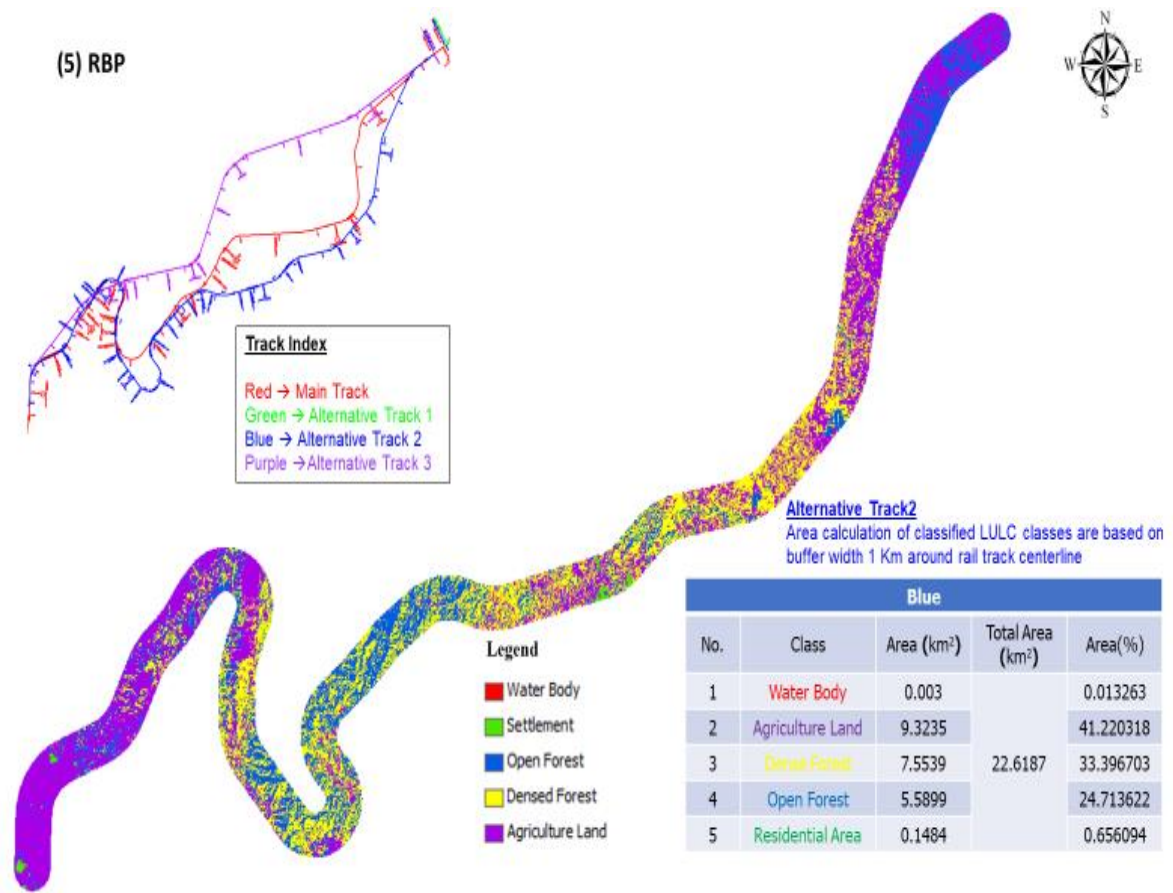 (5) RBP
N
W E
S
Track Index
Red → Main Track
Green → Alternative Track 1
Blue → Alternative Track 2
Purple → Alternative Track 3
Alternative Track2
Area calculation of classified LULC classes are based on
buffer width 1 Km around rail track centerline
Legend
Water Body
Settlement
Open Forest
Densed Forest
Agriculture Land
Blue
No. Class Area (km²) Total Area (km²) Area(%)
1 Water Body 0.003 0.013263
2 Agriculture Land 9.3235 41.220318
3 Dense Forest 7.5539 22.6187 33.396703
4 Open Forest 5.5899 24.713622
5 Residential Area 0.1484 0.656094